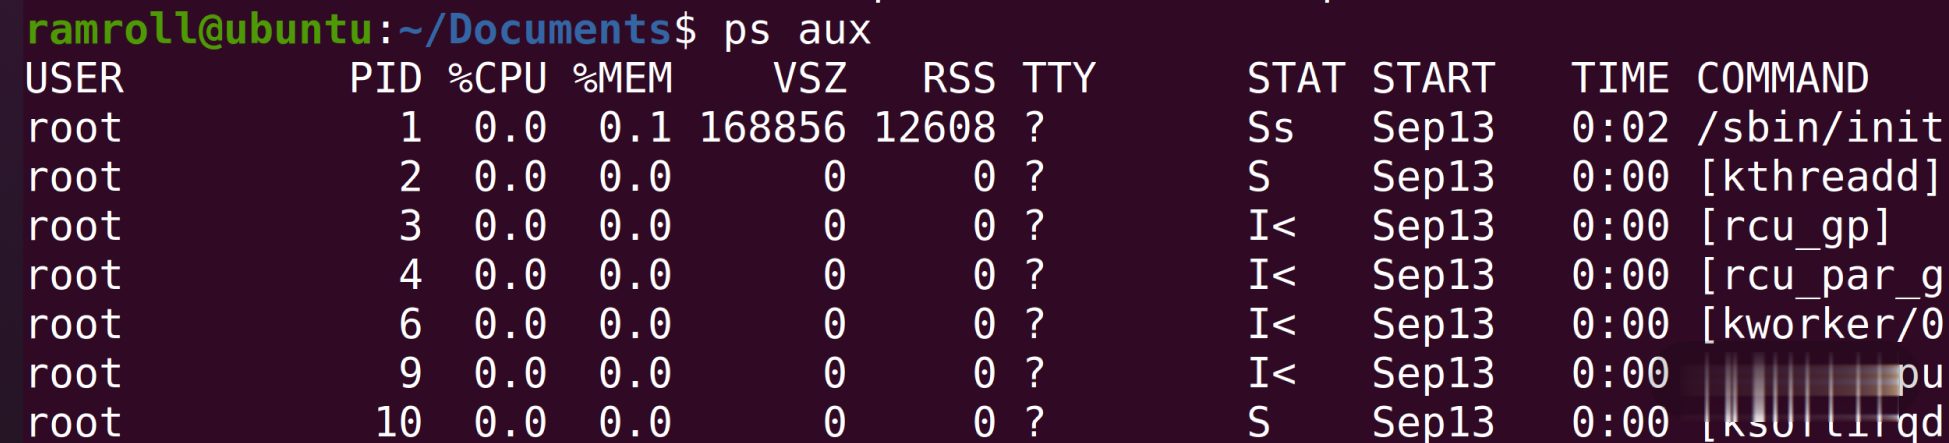 ramroll@ubuntu:~/Documents$ ps aux
USER         PID %CPU %MEM    VSZ   RSS TTY      STAT START   TIME COMMAND
root           1  0.0  0.1 168856 12608 ?        Ss   Sep13   0:02 /sbin/init
root           2  0.0  0.0      0     0 ?        S    Sep13   0:00 [kthreadd]
root           3  0.0  0.0      0     0 ?        I<   Sep13   0:00 [rcu_gp]
root           4  0.0  0.0      0     0 ?        I<   Sep13   0:00 [rcu_par_g
root           6  0.0  0.0      0     0 ?        I<   Sep13   0:00 [kworker/0
root           9  0.0  0.0      0     0 ?        I<   Sep13   0:00
root          10  0.0  0.0      0     0 ?        S    Sep13   0:00